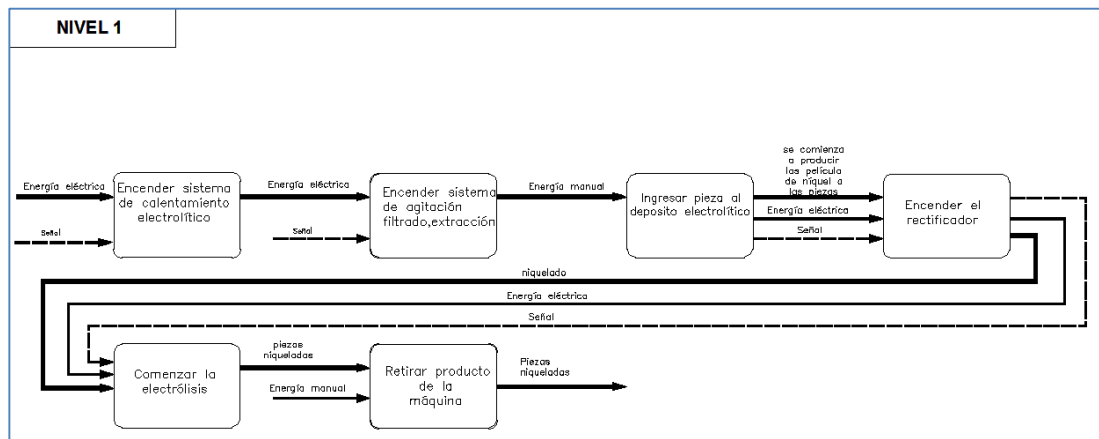 NIVEL 1
Energía eléctrica
Señal
Encender sistema
de calentamiento
electrolítico
Energía eléctrica
Señal
Encender sistema
de agitación
filtrado,extracción
Energía manual
Ingresar pieza al
deposito electrolítico
se comienza
a producir
las película
de níquel a
las piezas
Energía eléctrica
Señal
Encender el
rectificador
niquelado
Energía eléctrica
Señal
Comenzar la
electrólisis
piezas
niqueladas
Energía manual
Retirar producto
de la
máquina
Piezas
niqueladas